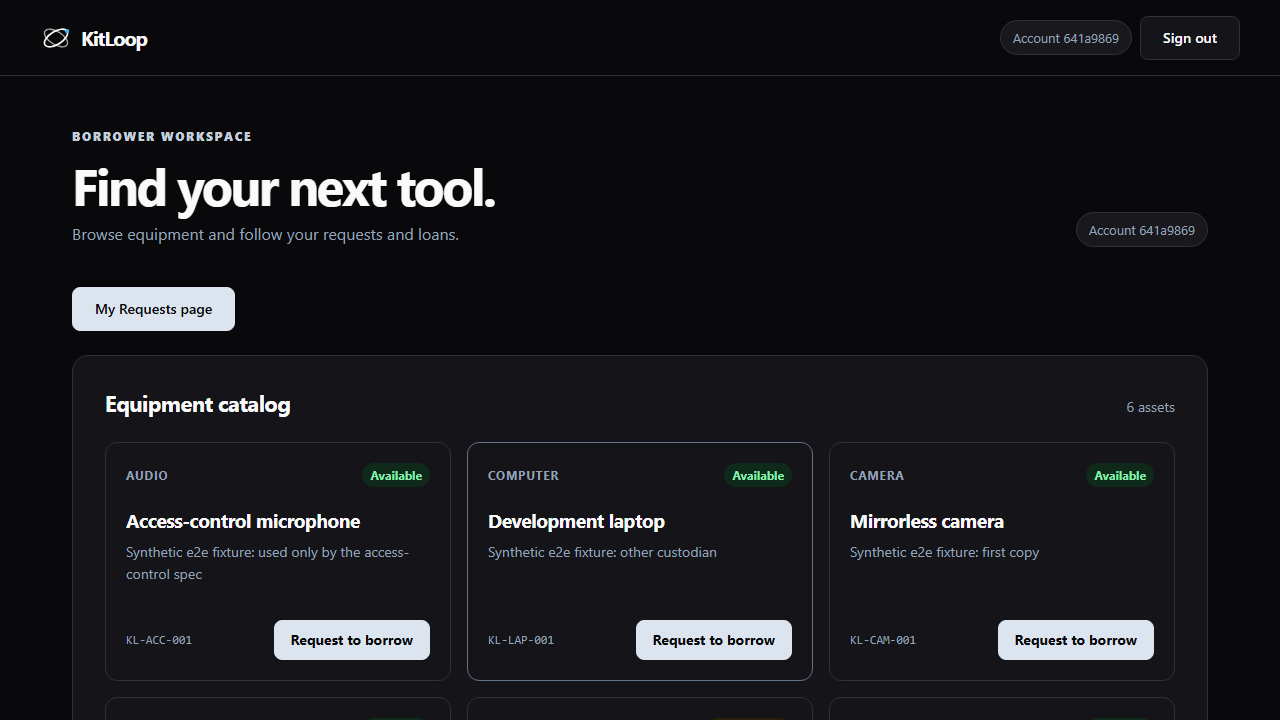 KitLoop
Account 641a9869
Sign out
BORROWER WORKSPACE
Find your next tool.
Browse equipment and follow your requests and loans.
Account 641a9869
My Requests page
Equipment catalog
6 assets
AUDIO
Available
Access-control microphone
Synthetic e2e fixture: used only by the access-
control spec
KL-ACC-001
Request to borrow
COMPUTER
Available
Development laptop
Synthetic e2e fixture: other custodian
KL-LAP-001
Request to borrow
CAMERA
Available
Mirrorless camera
Synthetic e2e fixture: first copy
KL-CAM-001
Request to borrow